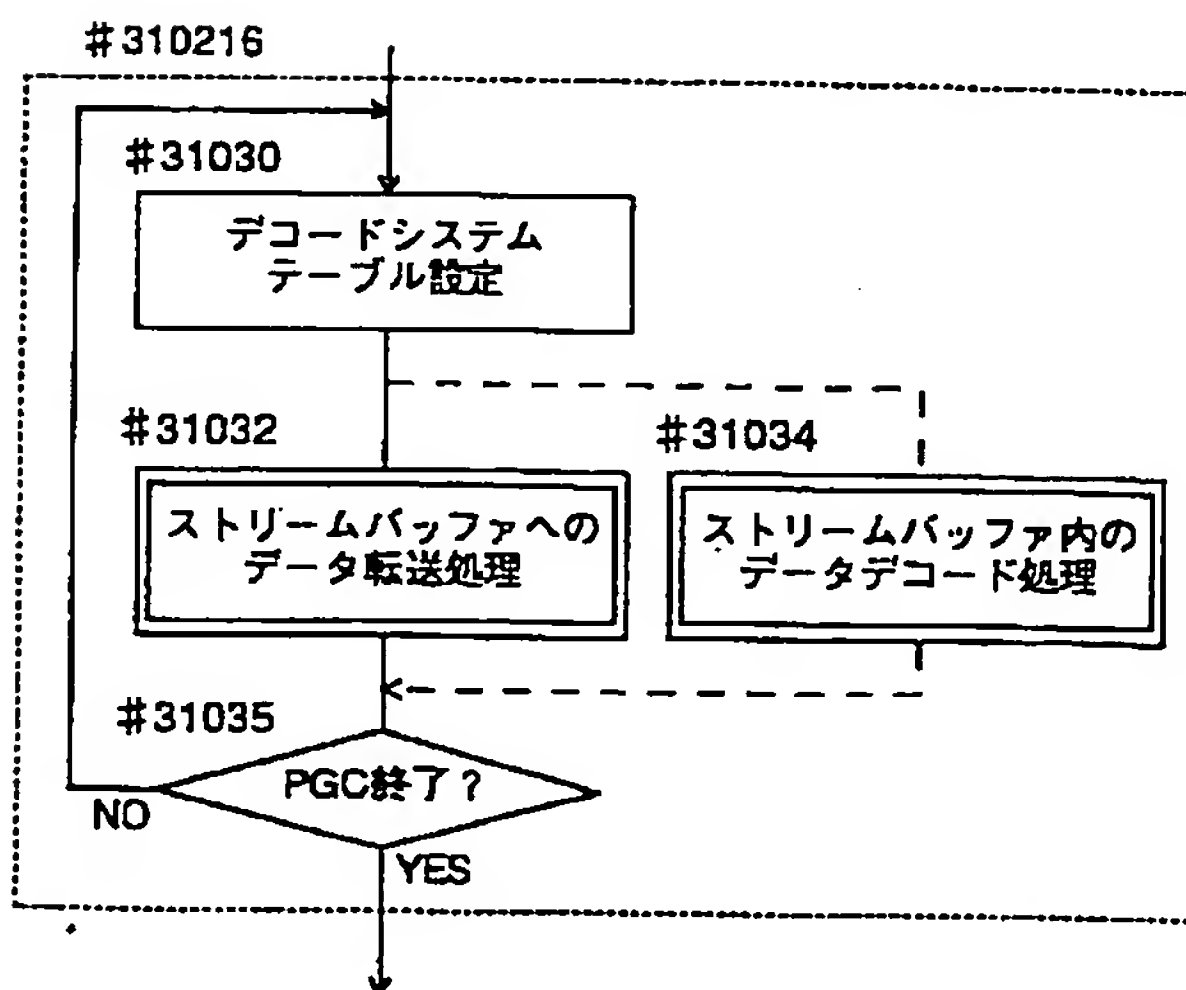 #310216
#31030
デコードシステム
テーブル設定
#31032
ストリームバッファへの
データ転送処理
#31034
ストリームバッファ内の
データデコード処理
#31035
PGC終了?
NO
YES